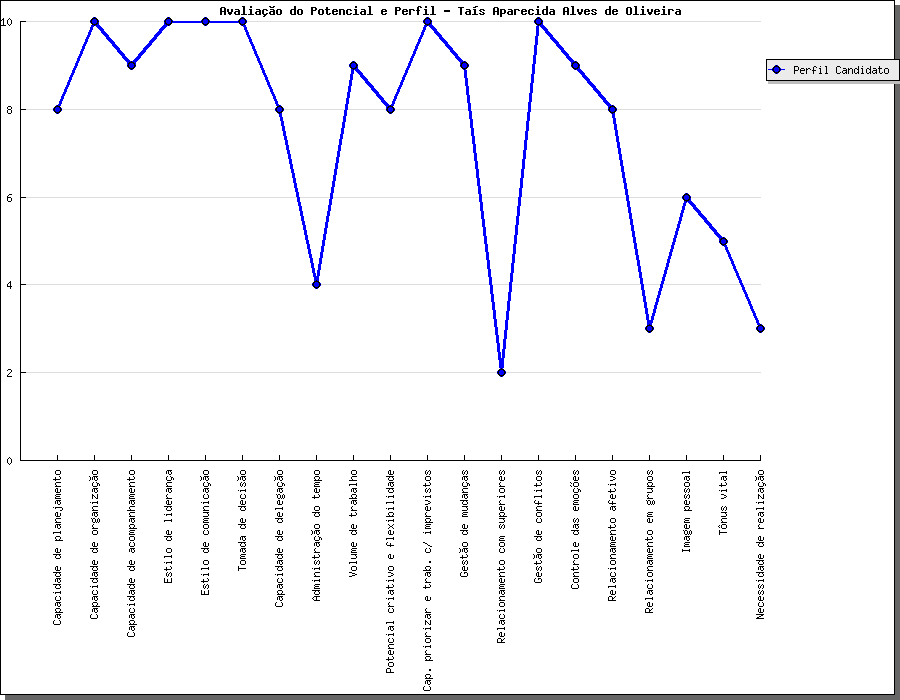 Avaliação do Potencial e Perfil - Taís Aparecida Alves de Oliveira
10
8
6
4
2
0
Perfil Candidato
Capacidade de planejamento
Capacidade de organização
Capacidade de acompanhamento
Estilo de liderança
Estilo de comunicação
Tomada de decisão
Capacidade de delegação
Administração do tempo
Volume de trabalho
Potencial criativo e flexibilidade
Cap. priorizar e trab. c/ imprevistos
Gestão de mudanças
Relacionamento com superiores
Gestão de conflitos
Controle das emoções
Relacionamento afetivo
Relacionamento em grupos
Imagem pessoal
Tônus vital
Necessidade de realização